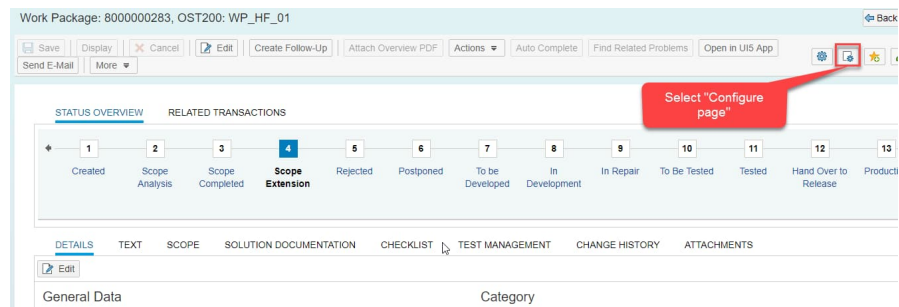 Work Package: 8000000283, OST200: WP_HF_01
Back
Save Display Cancel Edit Create Follow-Up Attach Overview PDF Actions Auto Complete Find Related Problems Open in UI5 App
Send E-Mail More
Select "Configure
page"
STATUS OVERVIEW RELATED TRANSACTIONS
1 2 3 4 5 6 7 8 9 10 11 12 13
Created Scope Scope Scope Rejected Postponed To be In In Repair To Be Tested Tested Hand Over to Producti
Analysis Completed Extension Developed Development Release
DETAILS TEXT SCOPE SOLUTION DOCUMENTATION CHECKLIST TEST MANAGEMENT CHANGE HISTORY ATTACHMENTS
Edit
General Data Category